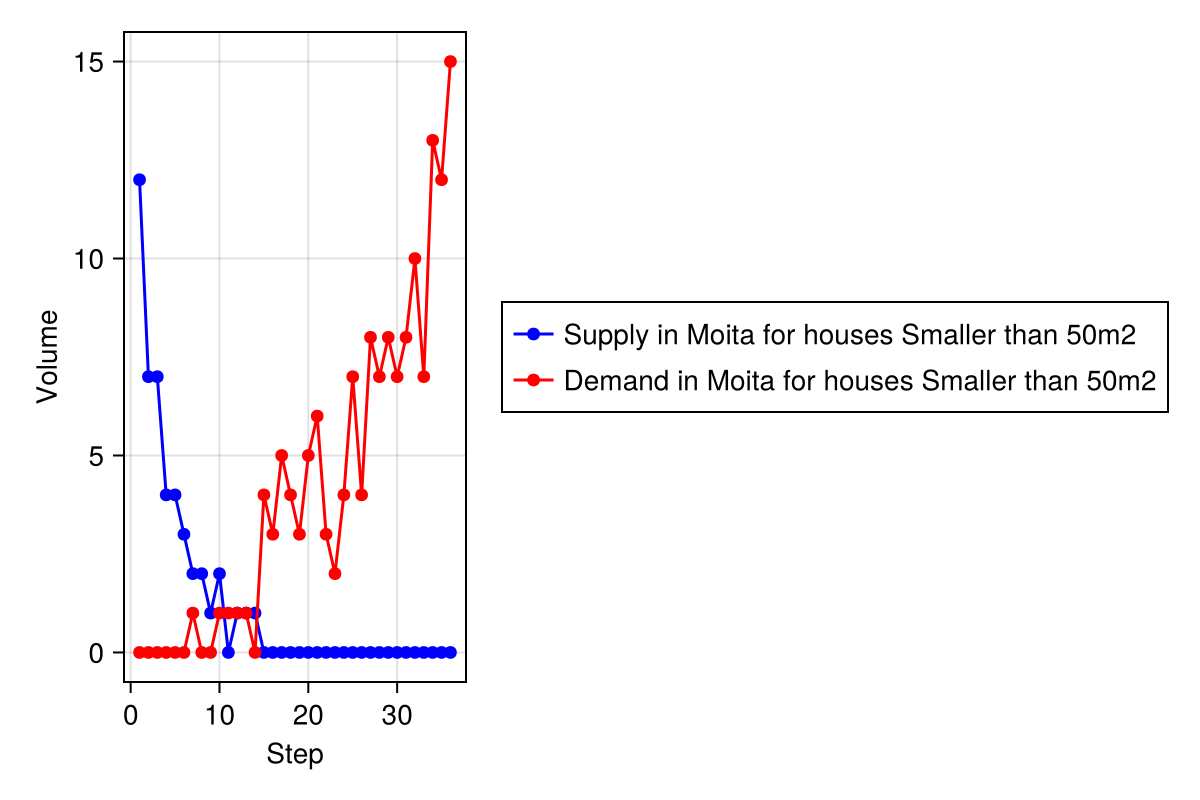 15
10
5
0
Volume
0 10 20 30
Step
Supply in Moita for houses Smaller than 50m2
Demand in Moita for houses Smaller than 50m2